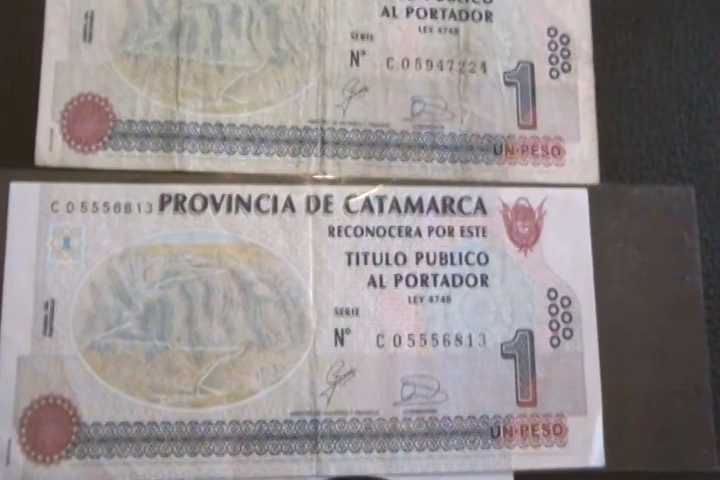 AL PORTADOR
LEY 4748
SERIE
Nº C 05947224
1
UN PESO
C 05556813 PROVINCIA DE CATAMARCA
RECONOCERA POR ESTE
TITULO PUBLICO
AL PORTADOR
LEY 4748
SERIE
Nº C 05556813
1
UN PESO